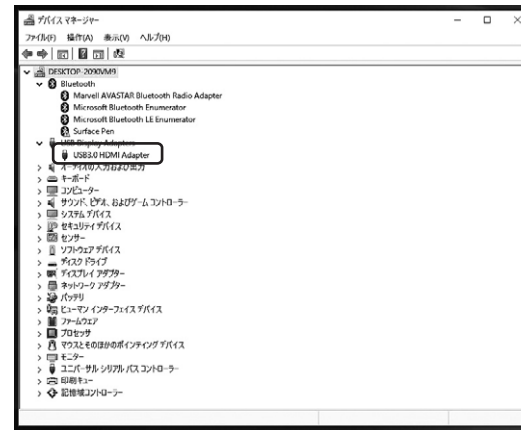 デバイス マネージャー
ファイル(F) 操作(A) 表示(V) ヘルプ(H)
DESKTOP-2090VM9
Bluetooth
Marvell AVASTAR Bluetooth Radio Adapter
Microsoft Bluetooth Enumerator
Microsoft Bluetooth LE Enumerator
Surface Pen
USB Display Adapters
USB3.0 HDMI Adapter
オーディオの入力および出力
キーボード
コンピューター
サウンド、ビデオ、およびゲーム コントローラー
システム デバイス
セキュリティ デバイス
センサー
ソフトウェア デバイス
ディスク ドライブ
ディスプレイ アダプター
ネットワーク アダプター
バッテリ
ヒューマン インターフェイス デバイス
ファームウェア
プロセッサ
マウスとそのほかのポインティング デバイス
モニター
ユニバーサル シリアル バス コントローラー
印刷キュー
記憶域コントローラー